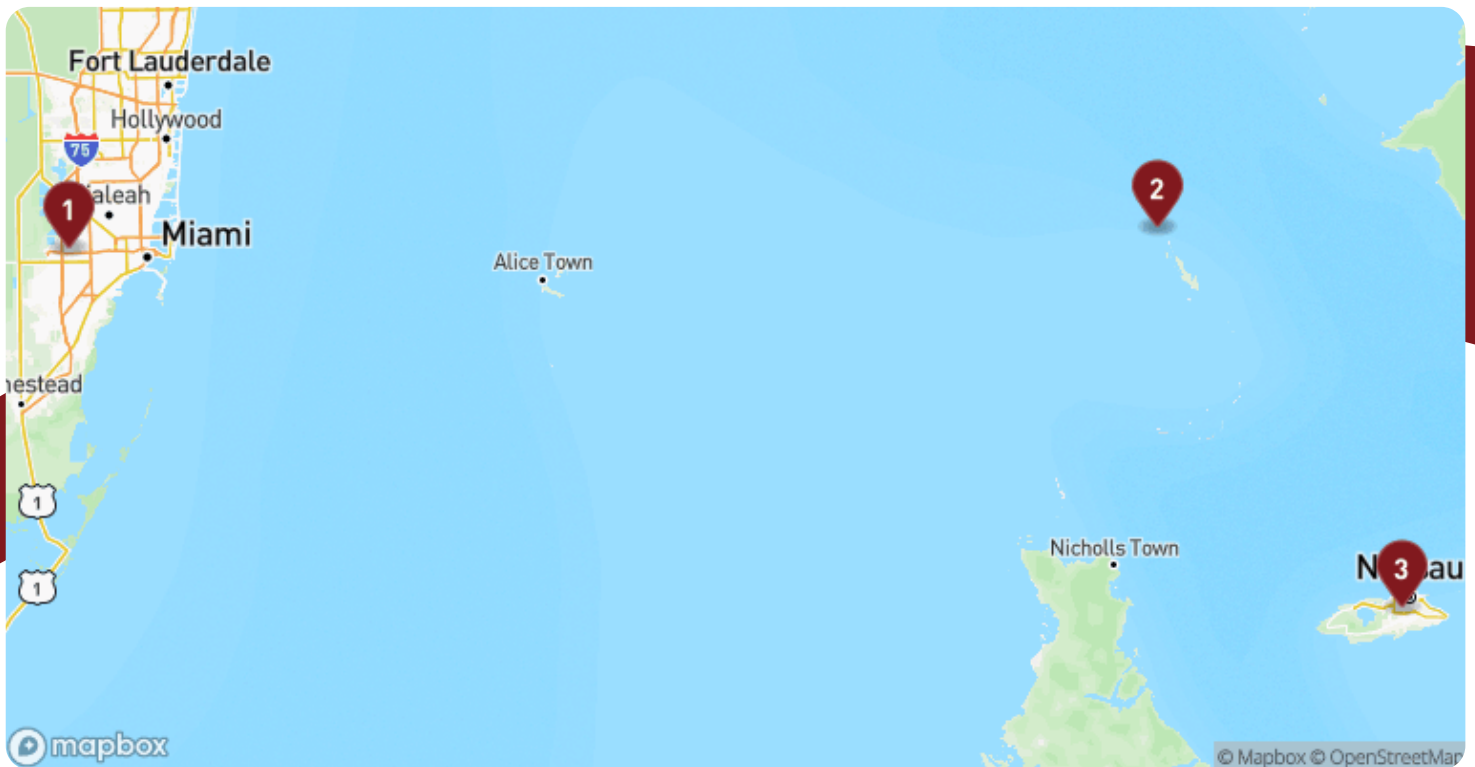 Fort Lauderdale
Hollywood
75
aleah
1
Miami
2
Alice Town
nestead
1
1
Nicholls Town
N
3
au
mapbox
© Mapbox © OpenStreetMap